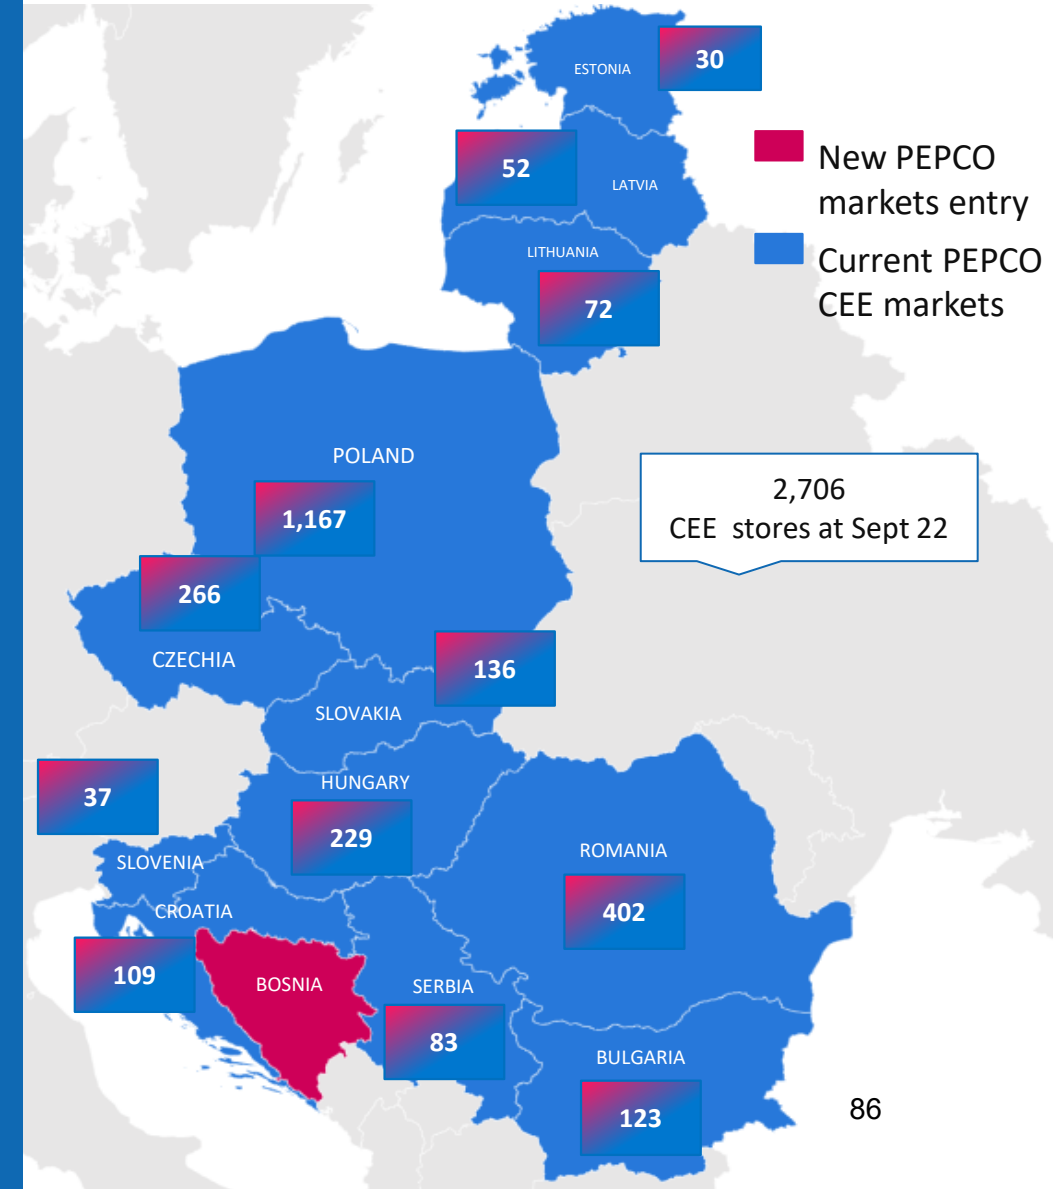 ESTONIA
30
52
LATVIA
New PEPCO
markets entry
LITHUANIA
Current PEPCO
CEE markets
72
POLAND
1,167
2,706
CEE stores at Sept 22
266
CZECHIA
136
SLOVAKIA
HUNGARY
37
229
ROMANIA
SLOVENIA
402
CROATIA
109
BOSNIA
SERBIA
83
BULGARIA
123
86